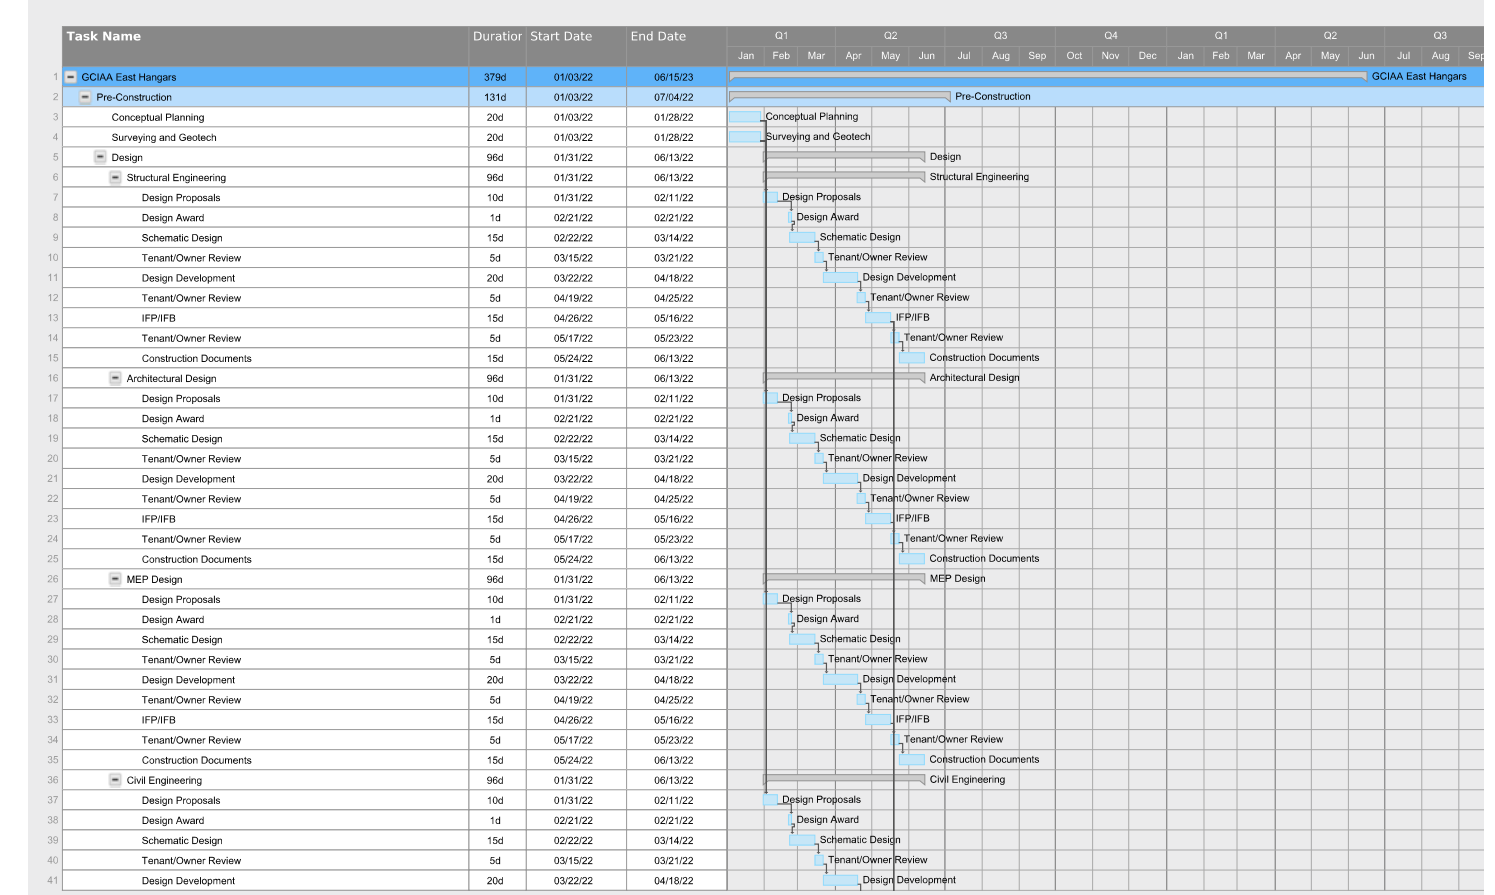 Task Name Duration Start Date End Date Q1 Q2 Q3 Q4 Q1 Q2 Q3
Jan Feb Mar Apr May Jun Jul Aug Sep Oct Nov Dec Jan Feb Mar Apr May Jun Jul Aug Sep
1 GCIAA East Hangars 379d 01/03/22 06/15/23 GCIAA East Hangars
2 Pre-Construction 131d 01/03/22 07/04/22 Pre-Construction
3 Conceptual Planning 20d 01/03/22 01/28/22 Conceptual Planning
4 Surveying and Geotech 20d 01/03/22 01/28/22 Surveying and Geotech
5 Design 96d 01/31/22 06/13/22 Design
6 Structural Engineering 96d 01/31/22 06/13/22 Structural Engineering
7 Design Proposals 10d 01/31/22 02/11/22 Design Proposals
8 Design Award 1d 02/21/22 02/21/22 Design Award
9 Schematic Design 15d 02/22/22 03/14/22 Schematic Design
10 Tenant/Owner Review 5d 03/15/22 03/21/22 Tenant/Owner Review
11 Design Development 20d 03/22/22 04/18/22 Design Development
12 Tenant/Owner Review 5d 04/19/22 04/25/22 Tenant/Owner Review
13 IFP/IFB 15d 04/26/22 05/16/22 IFP/IFB
14 Tenant/Owner Review 5d 05/17/22 05/23/22 Tenant/Owner Review
15 Construction Documents 15d 05/24/22 06/13/22 Construction Documents
16 Architectural Design 96d 01/31/22 06/13/22 Architectural Design
17 Design Proposals 10d 01/31/22 02/11/22 Design Proposals
18 Design Award 1d 02/21/22 02/21/22 Design Award
19 Schematic Design 15d 02/22/22 03/14/22 Schematic Design
20 Tenant/Owner Review 5d 03/15/22 03/21/22 Tenant/Owner Review
21 Design Development 20d 03/22/22 04/18/22 Design Development
22 Tenant/Owner Review 5d 04/19/22 04/25/22 Tenant/Owner Review
23 IFP/IFB 15d 04/26/22 05/16/22 IFP/IFB
24 Tenant/Owner Review 5d 05/17/22 05/23/22 Tenant/Owner Review
25 Construction Documents 15d 05/24/22 06/13/22 Construction Documents
26 MEP Design 96d 01/31/22 06/13/22 MEP Design
27 Design Proposals 10d 01/31/22 02/11/22 Design Proposals
28 Design Award 1d 02/21/22 02/21/22 Design Award
29 Schematic Design 15d 02/22/22 03/14/22 Schematic Design
30 Tenant/Owner Review 5d 03/15/22 03/21/22 Tenant/Owner Review
31 Design Development 20d 03/22/22 04/18/22 Design Development
32 Tenant/Owner Review 5d 04/19/22 04/25/22 Tenant/Owner Review
33 IFP/IFB 15d 04/26/22 05/16/22 IFP/IFB
34 Tenant/Owner Review 5d 05/17/22 05/23/22 Tenant/Owner Review
35 Construction Documents 15d 05/24/22 06/13/22 Construction Documents
36 Civil Engineering 96d 01/31/22 06/13/22 Civil Engineering
37 Design Proposals 10d 01/31/22 02/11/22 Design Proposals
38 Design Award 1d 02/21/22 02/21/22 Design Award
39 Schematic Design 15d 02/22/22 03/14/22 Schematic Design
40 Tenant/Owner Review 5d 03/15/22 03/21/22 Tenant/Owner Review
41 Design Development 20d 03/22/22 04/18/22 Design Development